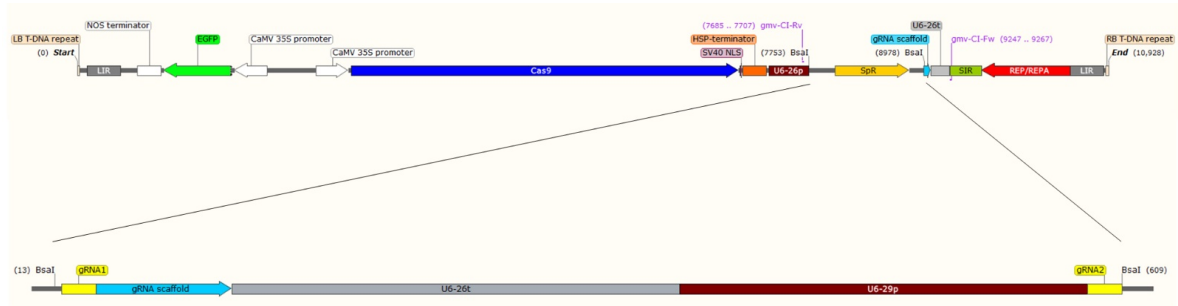 NOS terminator
U6-26t
(7685 .. 7707) gmv-CI-Rv
LB T-DNA repeat
EGFP
CaMV 35S promoter
HSP-terminator
gRNA scaffold
gmv-CI-Fw (9247 .. 9267)
RB T-DNA repeat
(0) Start
CaMV 35S promoter
SV40 NLS
(7753) BsaI
(8978) BsaI
End (10,928)
LIR
Cas9
U6-26p
SpR
SIR
REP/REPA
LIR
(13) BsaI
gRNA1
gRNA2
BsaI (609)
gRNA scaffold
U6-26t
U6-29p